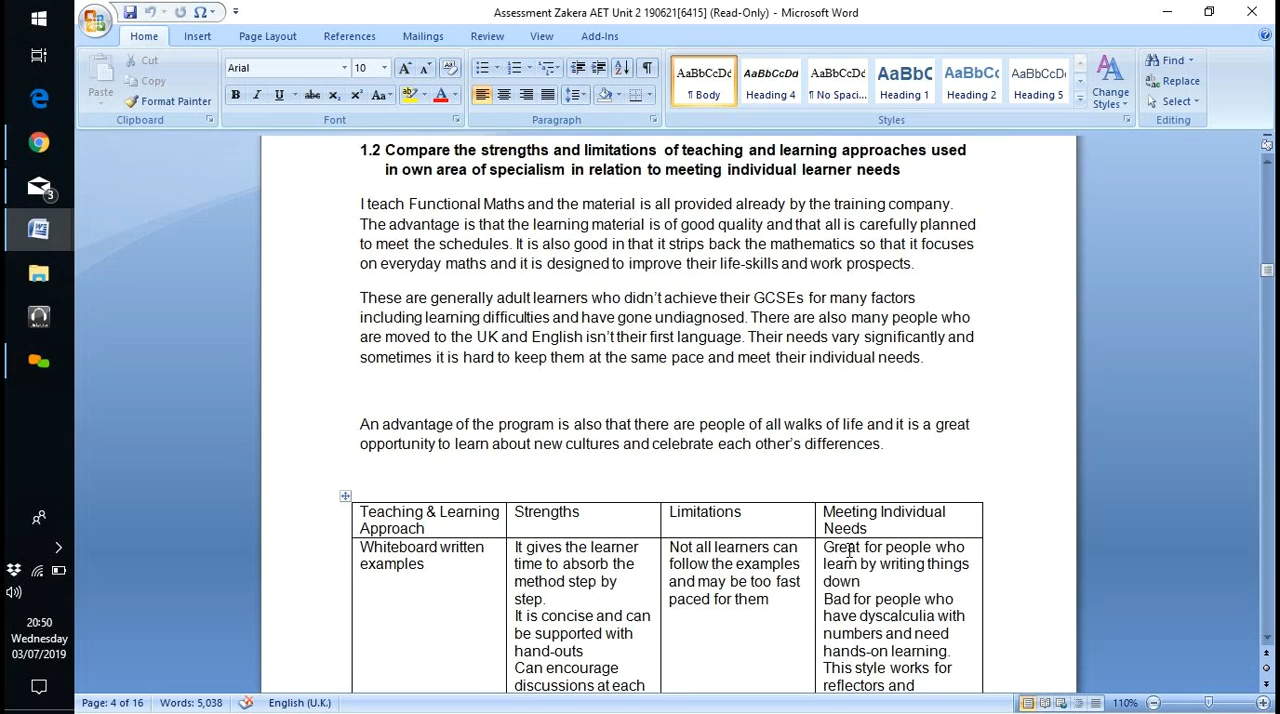 Assessment Zakera AET Unit 2 190621[6415] (Read-Only) - Microsoft Word
Home Insert Page Layout References Mailings Review View Add-Ins
Cut
Copy
Format Painter
Paste
Clipboard
Arial 10
Font
Paragraph
AaBbCcDd AaBbCcDd AaBbCcDd AaBbC AaBbCc AaBbCcDd
¶ Body Heading 4 ¶ No Spaci... Heading 1 Heading 2 Heading 5
Change
Styles
Styles
Find
Replace
Select
Editing
1.2 Compare the strengths and limitations of teaching and learning approaches used
in own area of specialism in relation to meeting individual learner needs
I teach Functional Maths and the material is all provided already by the training company.
The advantage is that the learning material is of good quality and that all is carefully planned
to meet the schedules. It is also good in that it strips back the mathematics so that it focuses
on everyday maths and it is designed to improve their life-skills and work prospects.
These are generally adult learners who didn't achieve their GCSEs for many factors
including learning difficulties and have gone undiagnosed. There are also many people who
are moved to the UK and English isn't their first language. Their needs vary significantly and
sometimes it is hard to keep them at the same pace and meet their individual needs.
An advantage of the program is also that there are people of all walks of life and it is a great
opportunity to learn about new cultures and celebrate each other's differences.
Teaching & Learning
Approach
Strengths
Limitations
Meeting Individual
Needs
Whiteboard written
examples
It gives the learner
time to absorb the
method step by
step.
It is concise and can
be supported with
hand-outs
Can encourage
discussions at each
Not all learners can
follow the examples
and may be too fast
paced for them
Great for people who
learn by writing things
down
Bad for people who
have dyscalculia with
numbers and need
hands-on learning.
This style works for
reflectors and
3
20:50
Wednesday
03/07/2019
Page: 4 of 16 Words: 5,038 English (U.K.) 110%